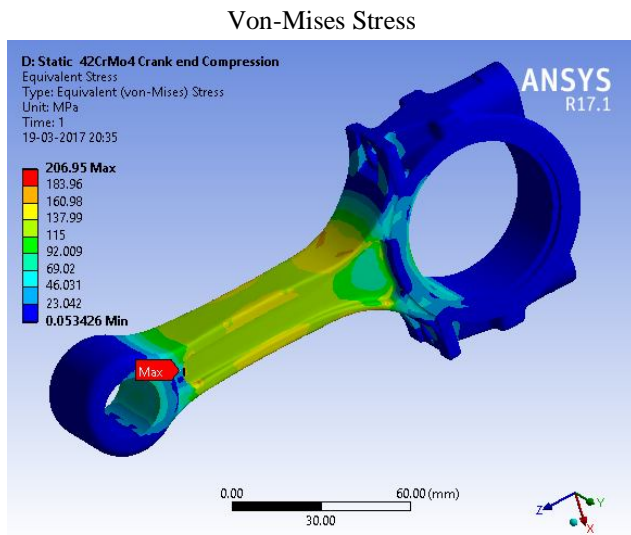 Von-Mises Stress
D: Static 42CrMo4 Crank end Compression
Equivalent Stress
Type: Equivalent (von-Mises) Stress
Unit: MPa
Time: 1
19-03-2017 20:35
ANSYS
R17.1
206.95 Max
183.96
160.98
137.99
115
92.009
69.02
46.031
23.042
0.053426 Min
Max
0.00
60.00 (mm)
30.00
Z
Y
X